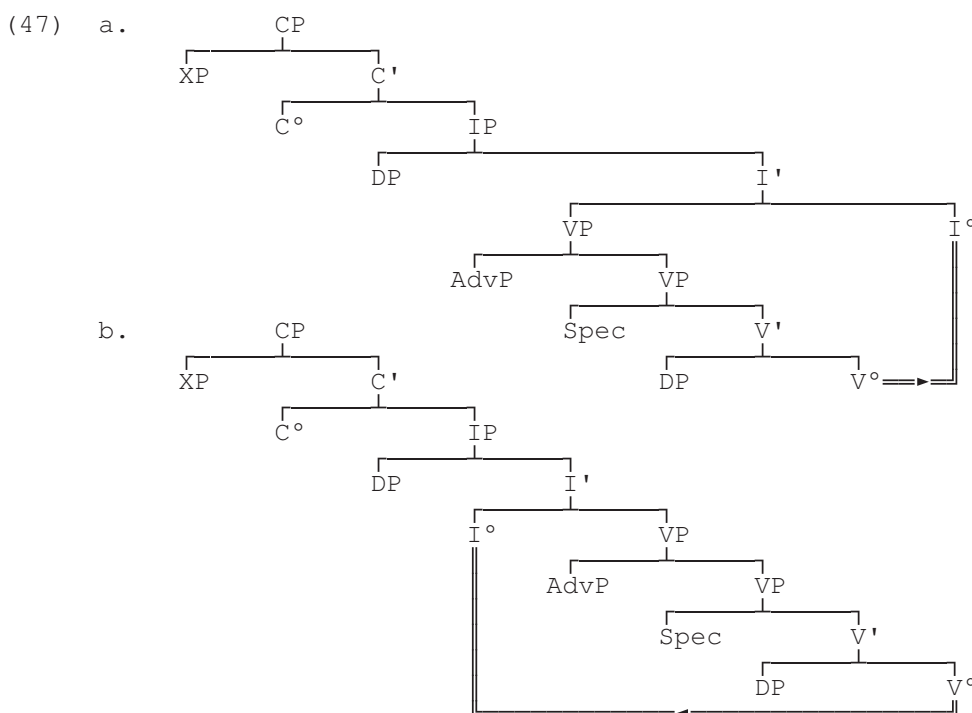 (47) a. CP
XP C'
C° IP
DP I'
VP I°
AdvP VP
b. CP Spec V'
XP C' DP V°
C° IP
DP I'
I° VP
AdvP VP
Spec V'
DP V°